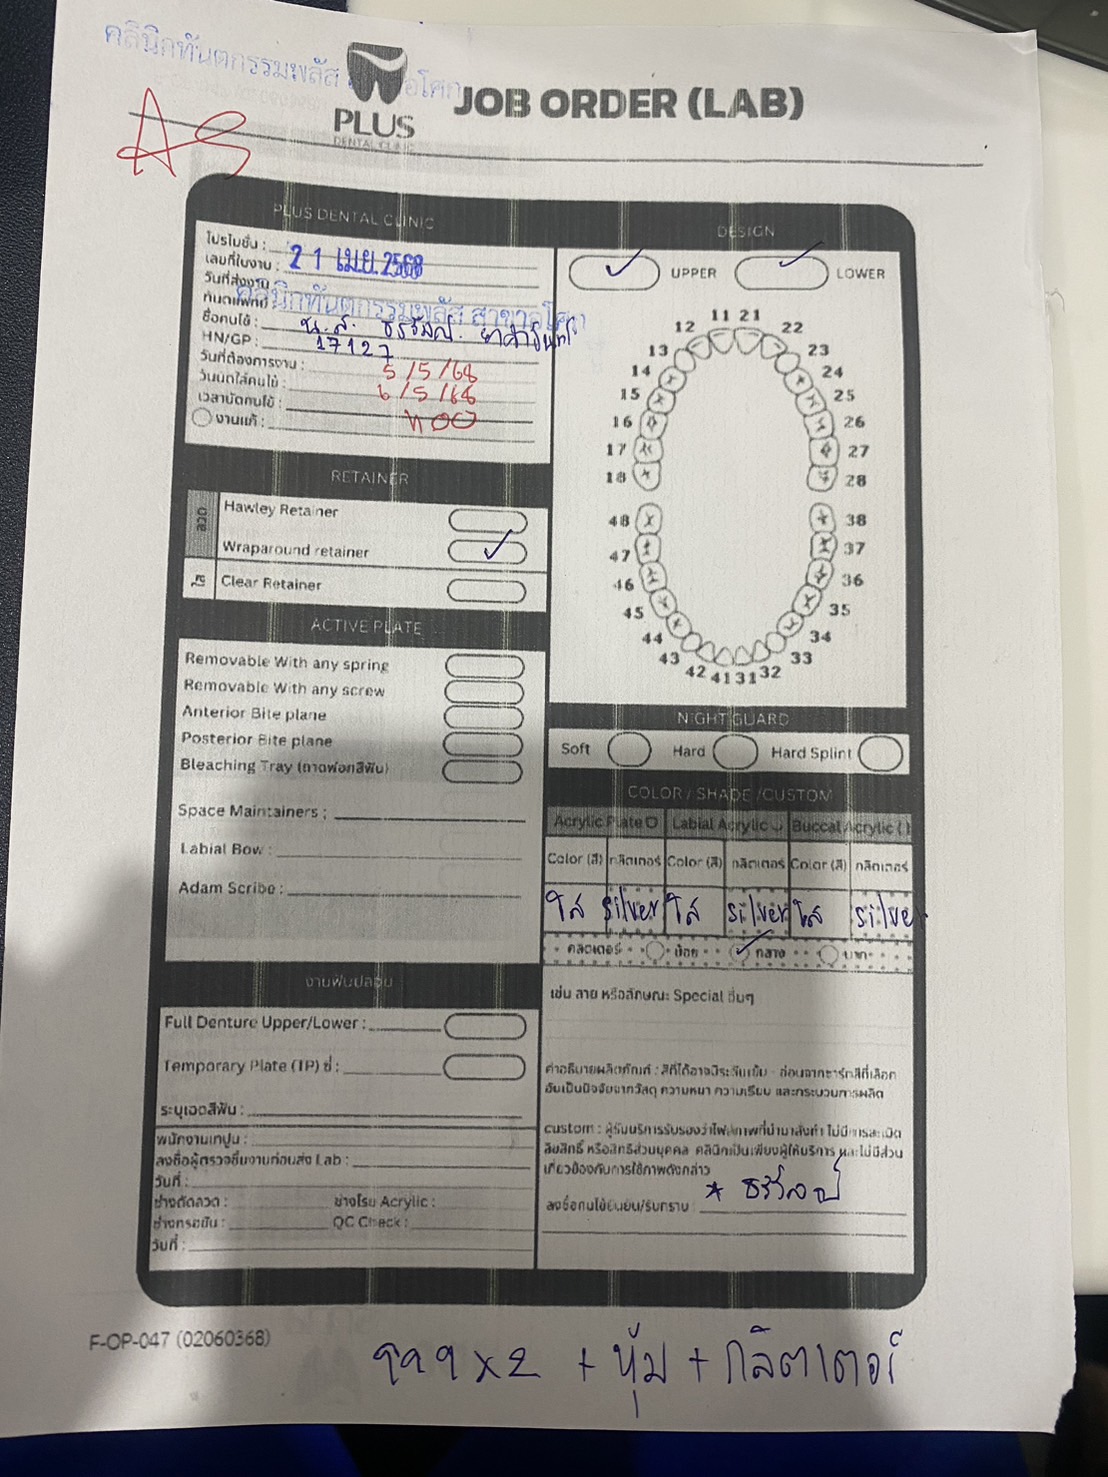 คลินิกทันตกรรมพลัส
PLUS
DENTAL CLINIC
JOB ORDER (LAB)
AS
PLUS DENTAL CLINIC
โปรโมชั่น :
เลขที่ใบงาน : 21 เม.ย. 2568
วันที่ส่งงาน
ทันตแพทย์ คลินิกทันตกรรมพลัส สาขาอโศก
ชื่อคนไข้ : น.ส.
HN/GP : 17127
วันที่ต้องการงาน : 5/5/68
วันนัดใส่คนไข้ : 6/5/68
เวลานัดคนไข้ :
งานแก้ :
RETAINER
ลวด
Hawley Retainer
Wraparound retainer ✓
ใส
Clear Retainer
ACTIVE PLATE
Removable With any spring
Removable With any screw
Anterior Bite plane
Posterior Bite plane
Bleaching Tray (ถาดฟอกสีฟัน)
Space Maintainers :
Labial Bow :
Adam Scribe :
งานฟันปลอม
Full Denture Upper/Lower :
Temporary Plate (TP) ซี่ :
ระบุเฉดสีฟัน :
พนักงานเทปูน :
ลงชื่อผู้ตรวจชิ้นงานก่อนส่ง Lab :
วันที่ :
ช่างดัดลวด : ช่างโรย Acrylic :
ช่างกรอขัด : QC Check :
วันที่ :
DESIGN
✓ UPPER ✓ LOWER
11 21
12 22
13 23
14 24
15 25
16 26
17 27
18 28
48 38
47 37
46 36
45 35
44 34
43 33
42 41 31 32
NIGHT GUARD
Soft Hard Hard Splint
COLOR / SHADE /CUSTOM
Acrylic Plate Labial Acrylic Buccal Acrylic
Color (สี) กลิตเตอร์ Color (สี) กลิตเตอร์ Color (สี) กลิตเตอร์
ใส silver ใส silver ใส silver
กลิตเตอร์ น้อย ✓ กลาง มาก
เช่น ลาย หรือลักษณะ Special อื่นๆ
คำอธิบายผลิตภัณฑ์ : สีที่ได้อาจมีระดับเข้ม - อ่อนจากชาร์ทสีที่เลือก
อันเป็นปัจจัยจากวัสดุ ความหนา ความเรียบ และกระบวนการผลิต
custom : ผู้รับบริการรับรองว่าไฟล์ภาพที่นำมาสั่งทำ ไม่มีการละเมิด
ลิขสิทธิ์ หรือสิทธิส่วนบุคคล คลินิกเป็นเพียงผู้ให้บริการ และไม่มีส่วน
เกี่ยวข้องกับการใช้ภาพดังกล่าว
ลงชื่อคนไข้ยืนยัน/รับทราบ :
F-OP-047 (02060368)
x2 + หุ้ม + กลิตเตอร์